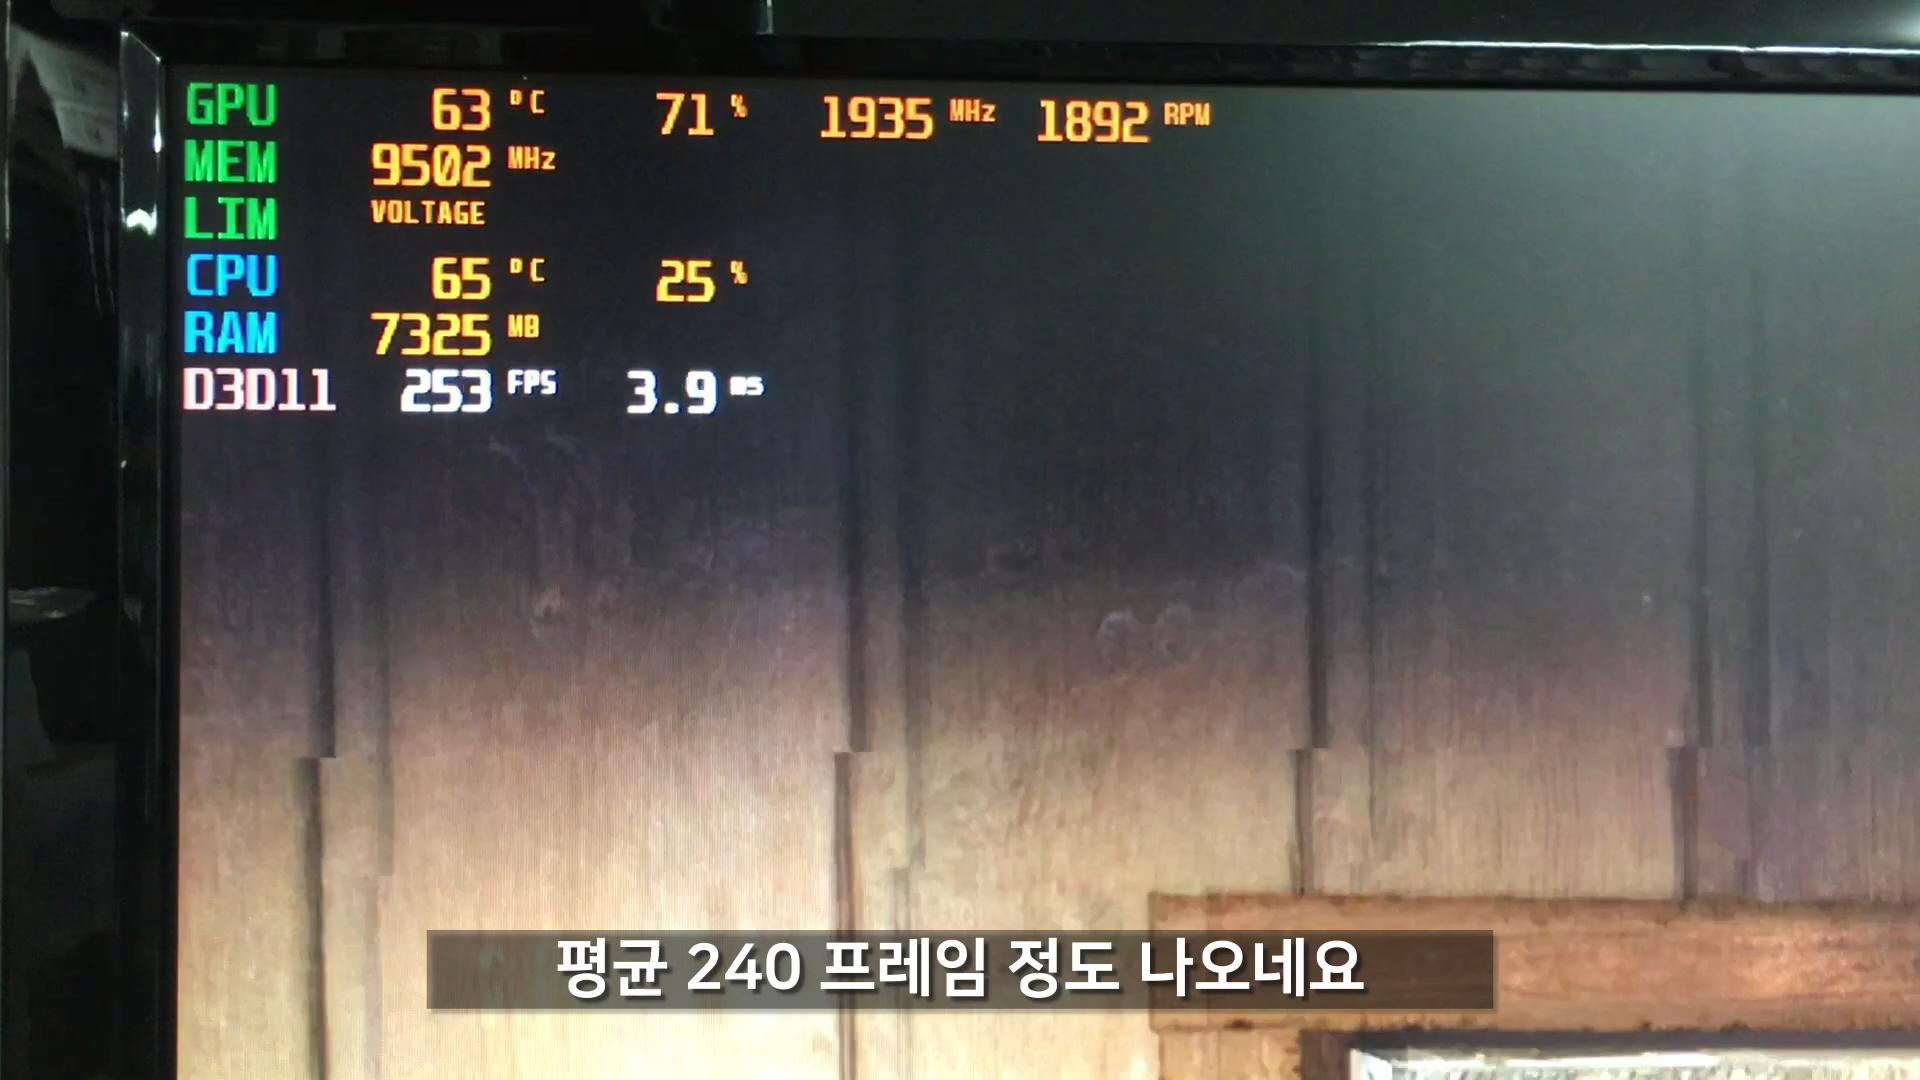 GPU 63 °C 71 % 1935 MHz 1892 RPM
MEM 9502 MHz
LIM VOLTAGE
CPU 65 °C 25 %
RAM 7325 MB
D3D11 253 FPS 3.9 ms
평균 240 프레임 정도 나오네요